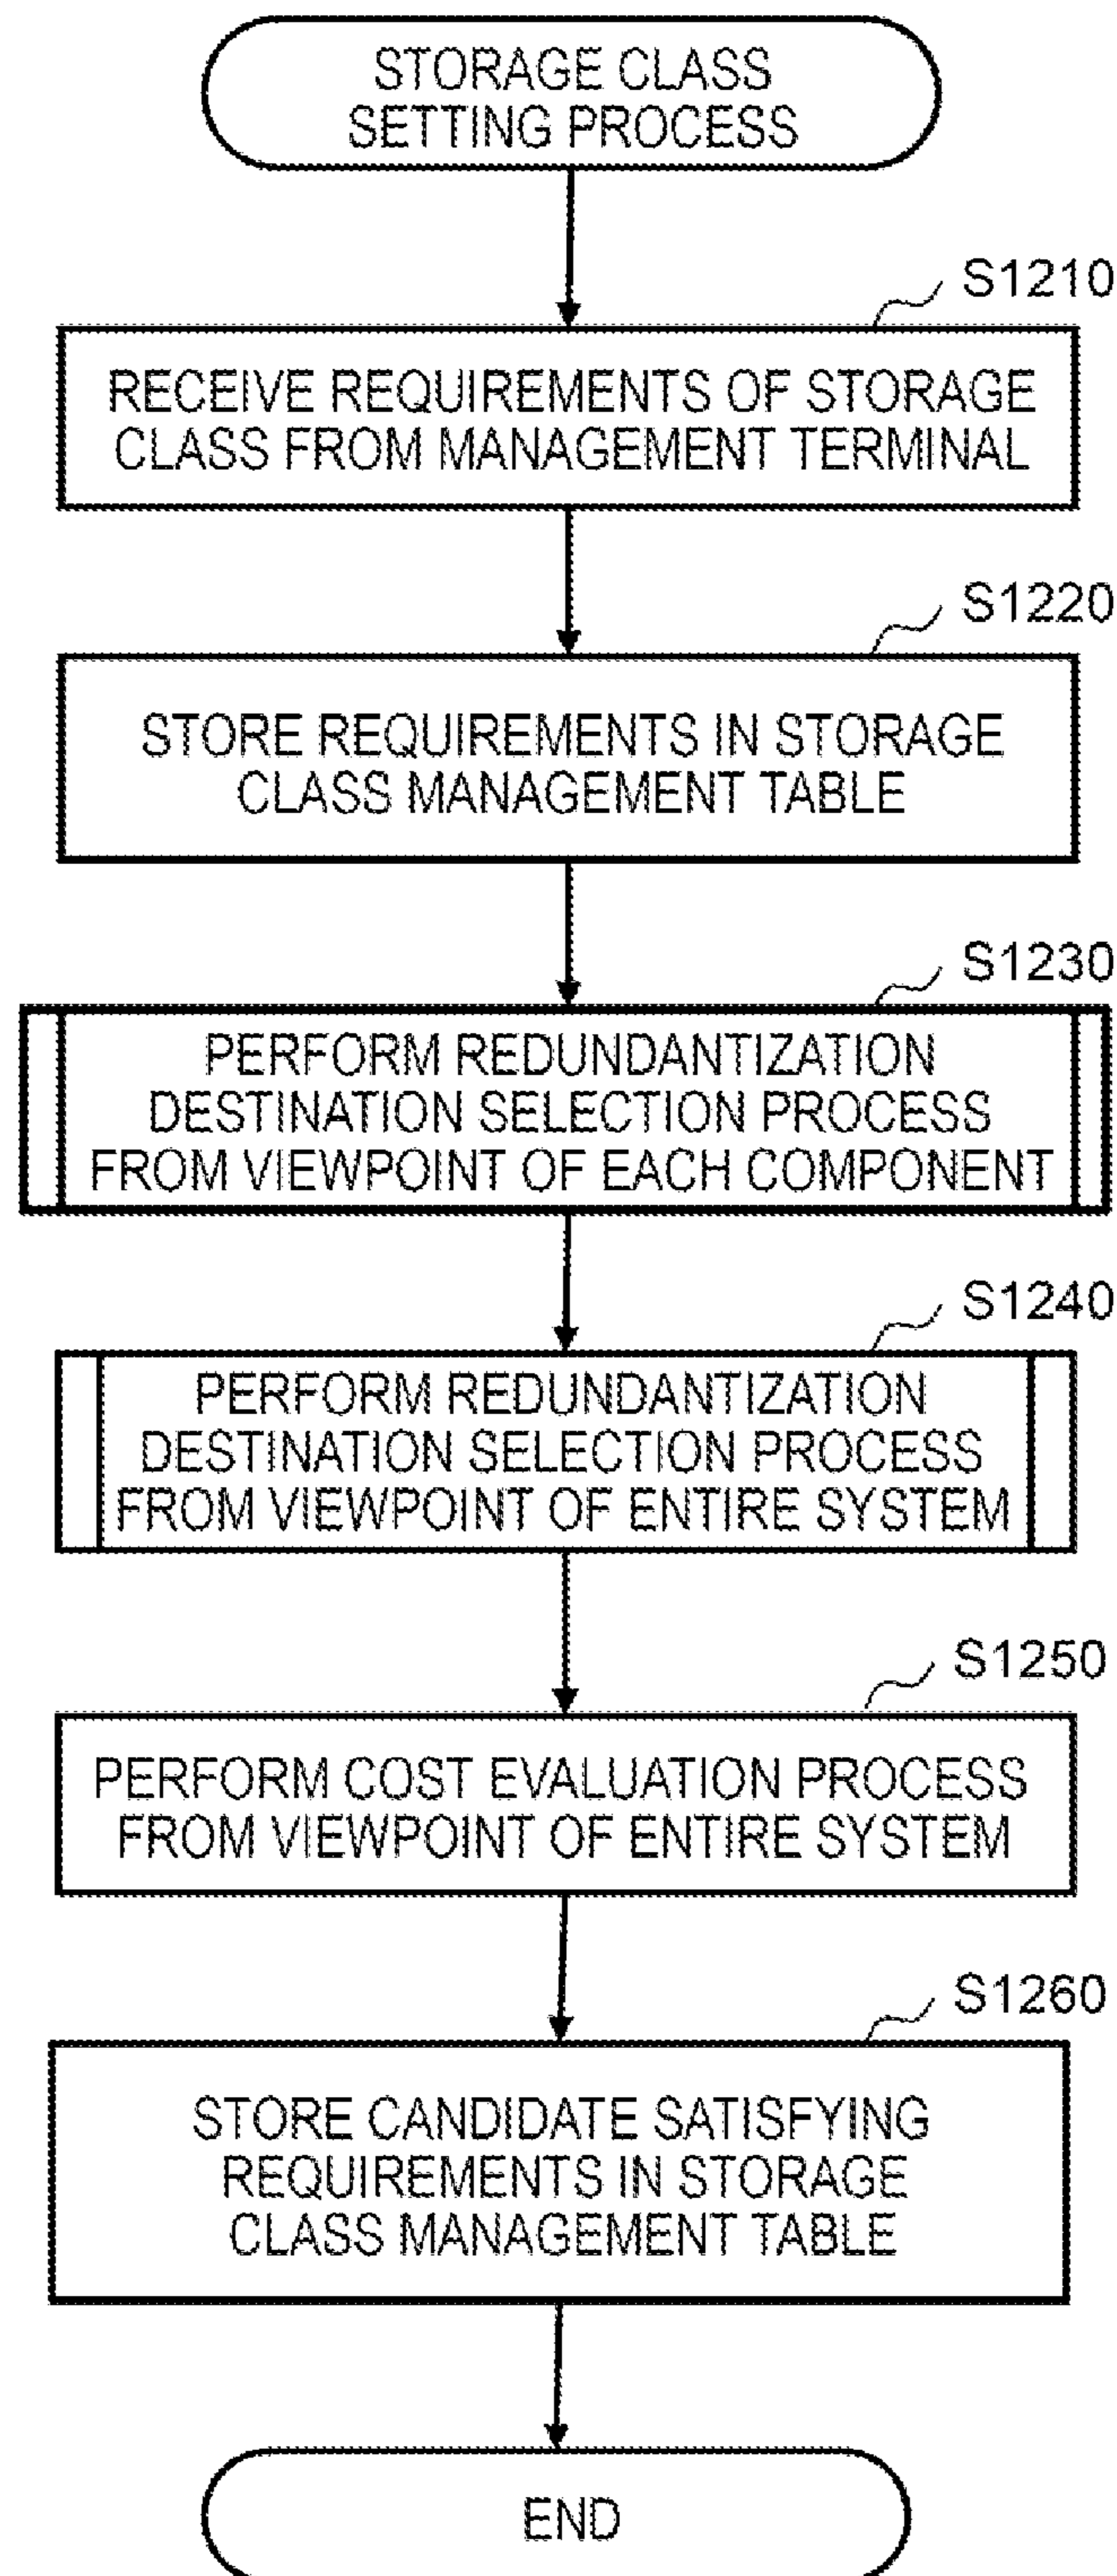 STORAGE CLASS
SETTING PROCESS
S1210
RECEIVE REQUIREMENTS OF STORAGE
CLASS FROM MANAGEMENT TERMINAL
S1220
STORE REQUIREMENTS IN STORAGE
CLASS MANAGEMENT TABLE
S1230
PERFORM REDUNDANTIZATION
DESTINATION SELECTION PROCESS
FROM VIEWPOINT OF EACH COMPONENT
S1240
PERFORM REDUNDANTIZATION
DESTINATION SELECTION PROCESS
FROM VIEWPOINT OF ENTIRE SYSTEM
S1250
PERFORM COST EVALUATION PROCESS
FROM VIEWPOINT OF ENTIRE SYSTEM
S1260
STORE CANDIDATE SATISFYING
REQUIREMENTS IN STORAGE
CLASS MANAGEMENT TABLE
END